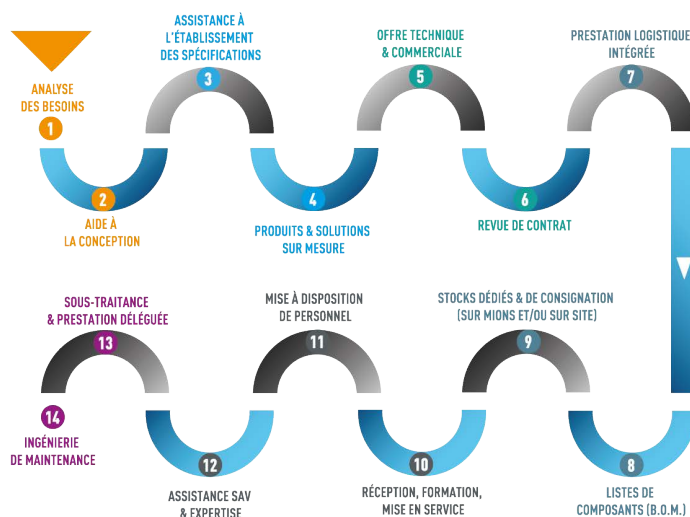 ANALYSE
DES BESOINS
1
2
AIDE À
LA CONCEPTION
ASSISTANCE À
L'ÉTABLISSEMENT
DES SPÉCIFICATIONS
3
4
PRODUITS & SOLUTIONS
SUR MESURE
OFFRE TECHNIQUE
& COMMERCIALE
5
6
REVUE DE CONTRAT
PRESTATION LOGISTIQUE
INTÉGRÉE
7
8
LISTES DE
COMPOSANTS (B.O.M.)
STOCKS DÉDIÉS & DE CONSIGNATION
(SUR MIONS ET/OU SUR SITE)
9
10
RÉCEPTION, FORMATION,
MISE EN SERVICE
MISE À DISPOSITION
DE PERSONNEL
11
12
ASSISTANCE SAV
& EXPERTISE
SOUS-TRAITANCE
& PRESTATION DÉLÉGUÉE
13
14
INGÉNIERIE
DE MAINTENANCE